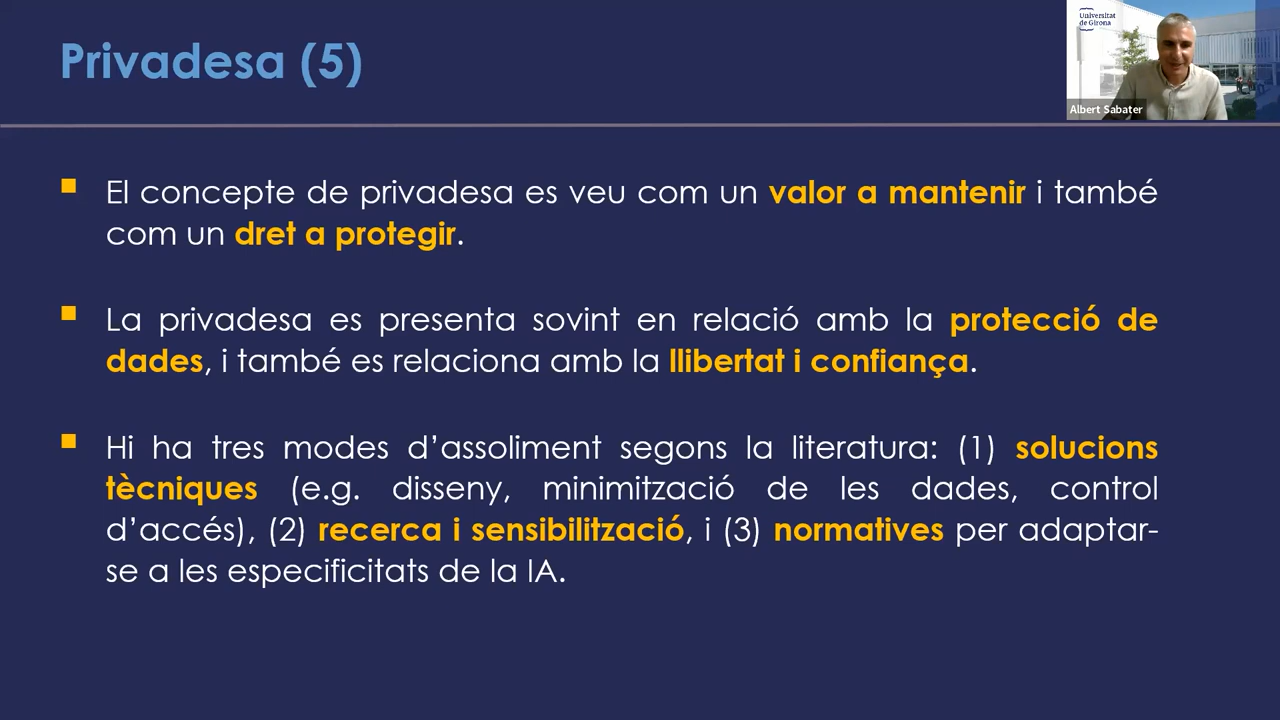 Privadesa (5)
Universitat
de Girona
Albert Sabater
El concepte de privadesa es veu com un valor a mantenir i també
com un dret a protegir.
La privadesa es presenta sovint en relació amb la protecció de
dades, i també es relaciona amb la llibertat i confiança.
Hi ha tres modes d’assoliment segons la literatura: (1) solucions
tècniques (e.g. disseny, minimització de les dades, control
d’accés), (2) recerca i sensibilització, i (3) normatives per adaptar-
se a les especificitats de la IA.